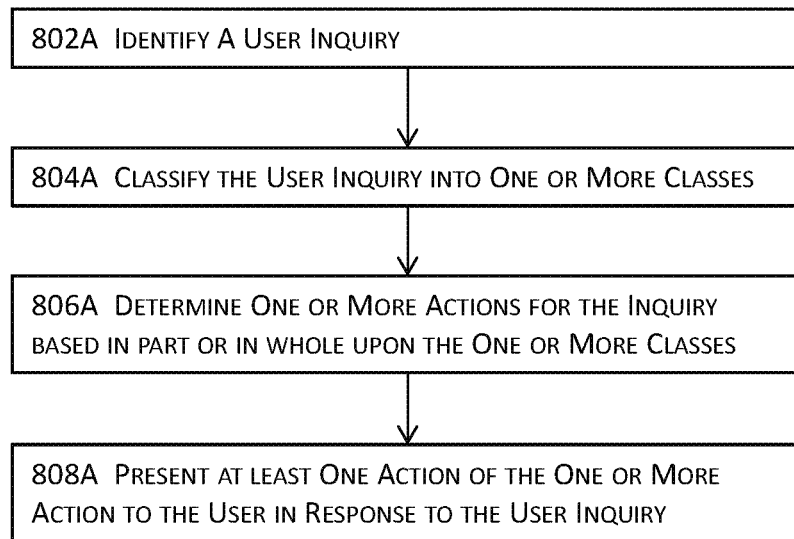 802A IDENTIFY A USER INQUIRY
804A CLASSIFY THE USER INQUIRY INTO ONE OR MORE CLASSES
806A DETERMINE ONE OR MORE ACTIONS FOR THE INQUIRY
BASED IN PART OR IN WHOLE UPON THE ONE OR MORE CLASSES
808A PRESENT AT LEAST ONE ACTION OF THE ONE OR MORE
ACTION TO THE USER IN RESPONSE TO THE USER INQUIRY